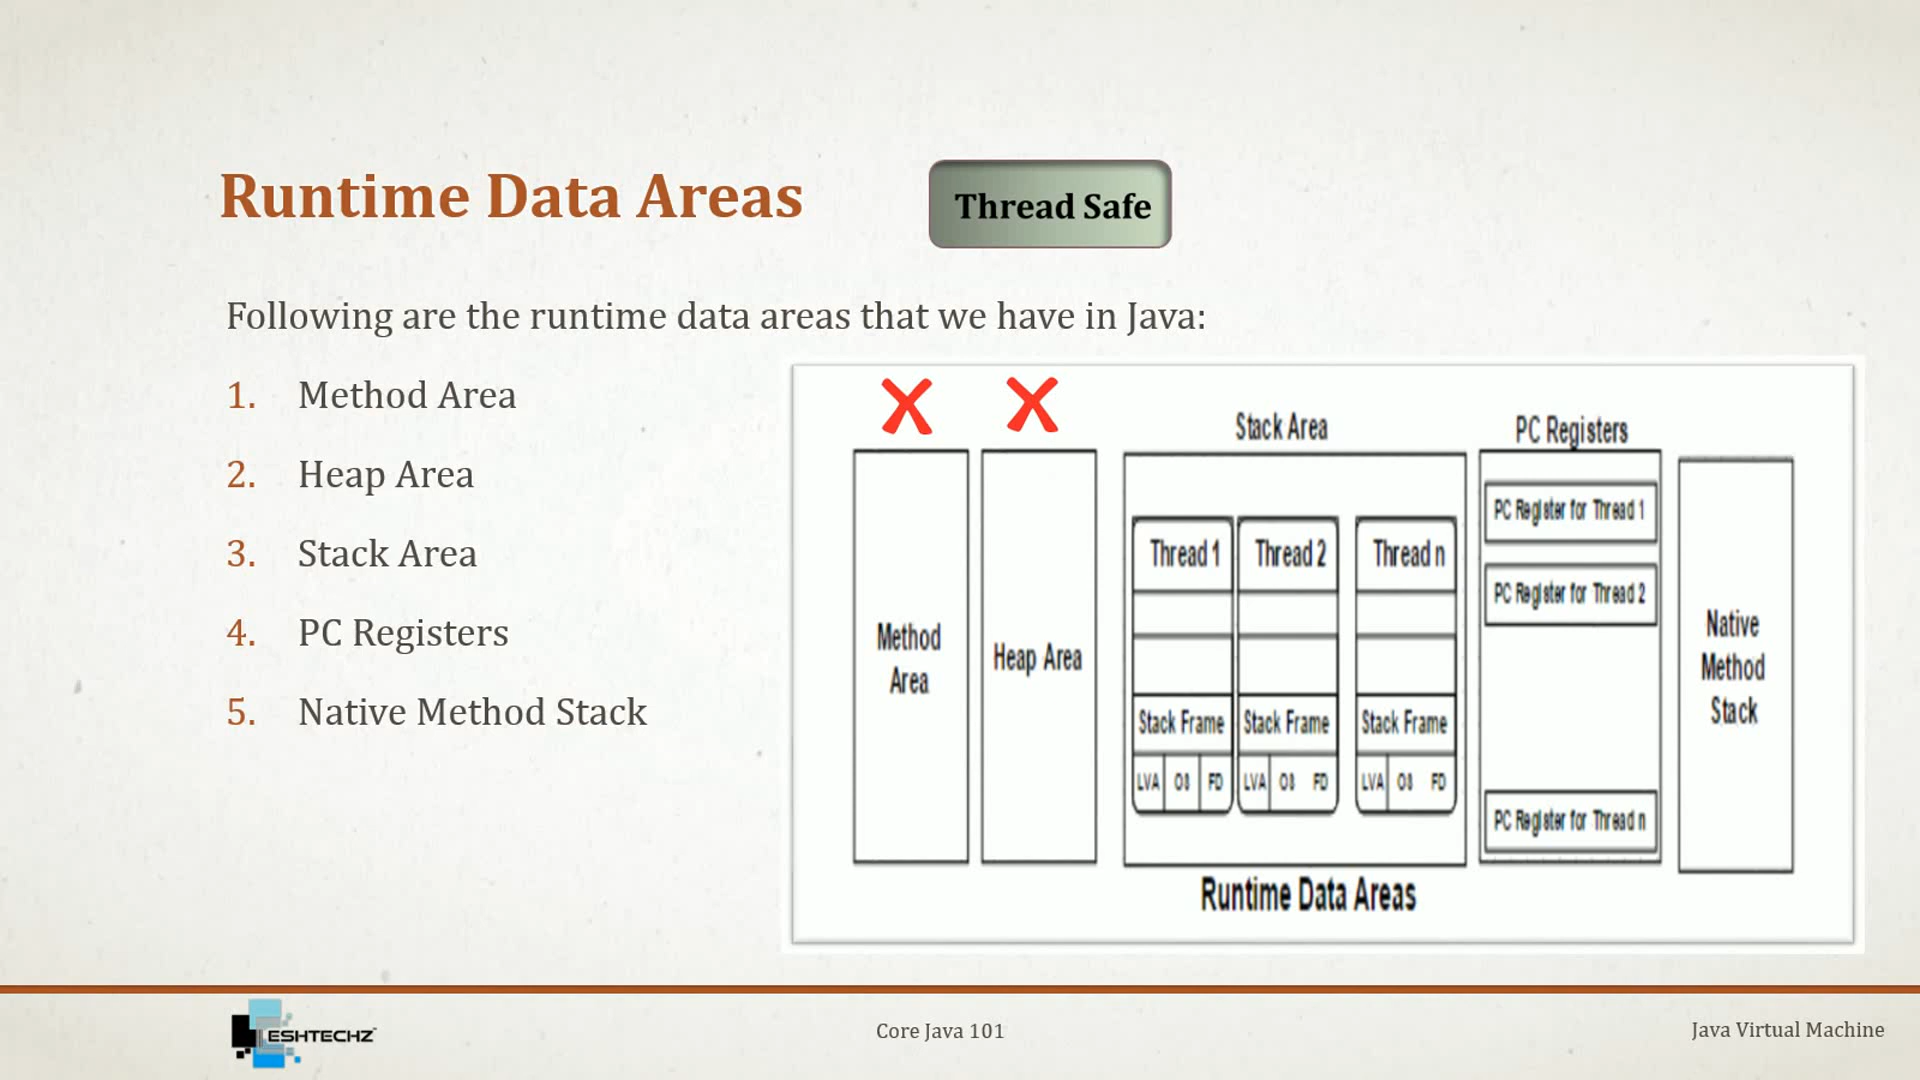 Runtime Data Areas
Thread Safe
Following are the runtime data areas that we have in Java:
1. Method Area
2. Heap Area
3. Stack Area
4. PC Registers
5. Native Method Stack
Method
Area
Heap Area
Stack Area
Thread 1
Thread 2
Thread n
Stack Frame
Stack Frame
Stack Frame
LVA OS FD
LVA OS FD
LVA OS FD
PC Registers
PC Register for Thread 1
PC Register for Thread 2
PC Register for Thread n
Native
Method
Stack
Runtime Data Areas
ESHTECHZ
Core Java 101
Java Virtual Machine